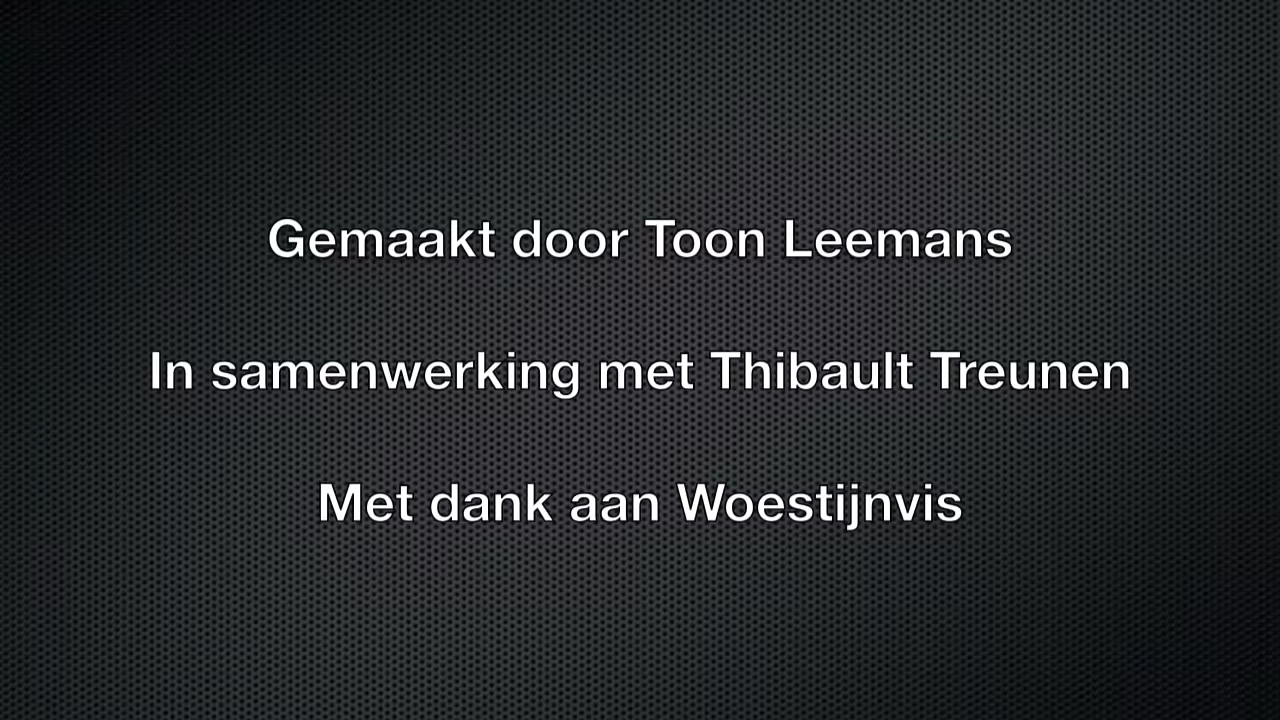 Gemaakt door Toon Leemans
In samenwerking met Thibault Treunen
Met dank aan Woestijnvis